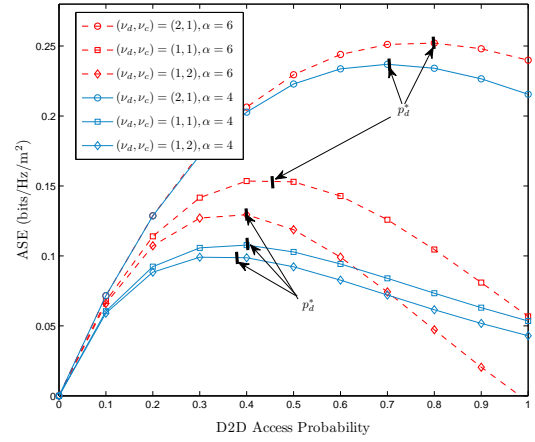 (ν_d, ν_c) = (2, 1), α = 6
(ν_d, ν_c) = (1, 1), α = 6
(ν_d, ν_c) = (1, 2), α = 6
(ν_d, ν_c) = (2, 1), α = 4
(ν_d, ν_c) = (1, 1), α = 4
(ν_d, ν_c) = (1, 2), α = 4
p_d^*
p_d^*
ASE (bits/Hz/m²)
0.25
0.2
0.15
0.1
0.05
0
0 0.1 0.2 0.3 0.4 0.5 0.6 0.7 0.8 0.9 1
D2D Access Probability